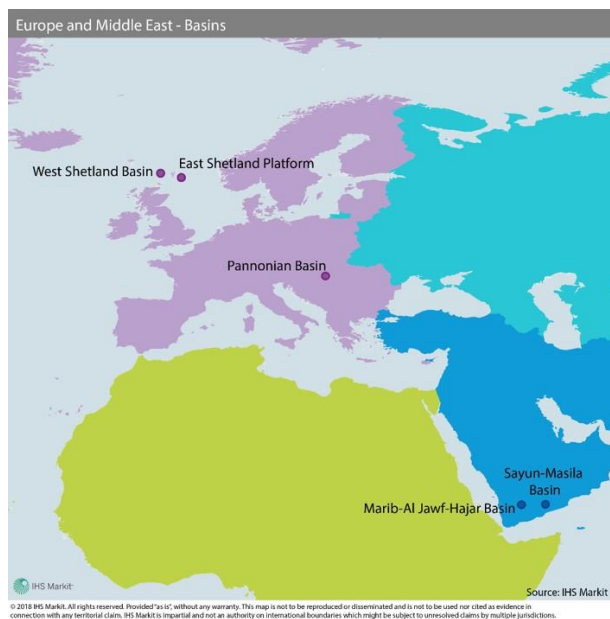 Europe and Middle East - Basins
West Shetland Basin
East Shetland Platform
Pannonian Basin
Sayun-Masila
Basin
Marib-Al Jawf-Hajar Basin
IHS Markit™
Source: IHS Markit
© 2018 IHS Markit. All rights reserved. Provided "as is", without any warranty. This map is not to be reproduced or disseminated and is not to be used nor cited as evidence in
connection with any territorial claim. IHS Markit is impartial and not an authority on international boundaries which might be subject to unresolved claims by multiple jurisdictions.